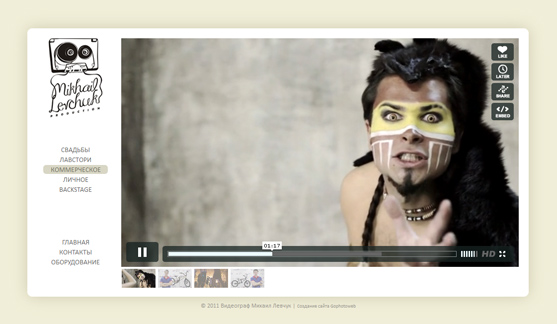 Mikhail
Levchuk
PRODUCTION
СВАДЬБЫ
ЛАВСТОРИ
КОММЕРЧЕСКОЕ
ЛИЧНОЕ
BACKSTAGE
ГЛАВНАЯ
КОНТАКТЫ
ОБОРУДОВАНИЕ
LIKE
LATER
SHARE
EMBED
01:17
HD
© 2011 Видеограф Михаил Левчук | Создание сайта